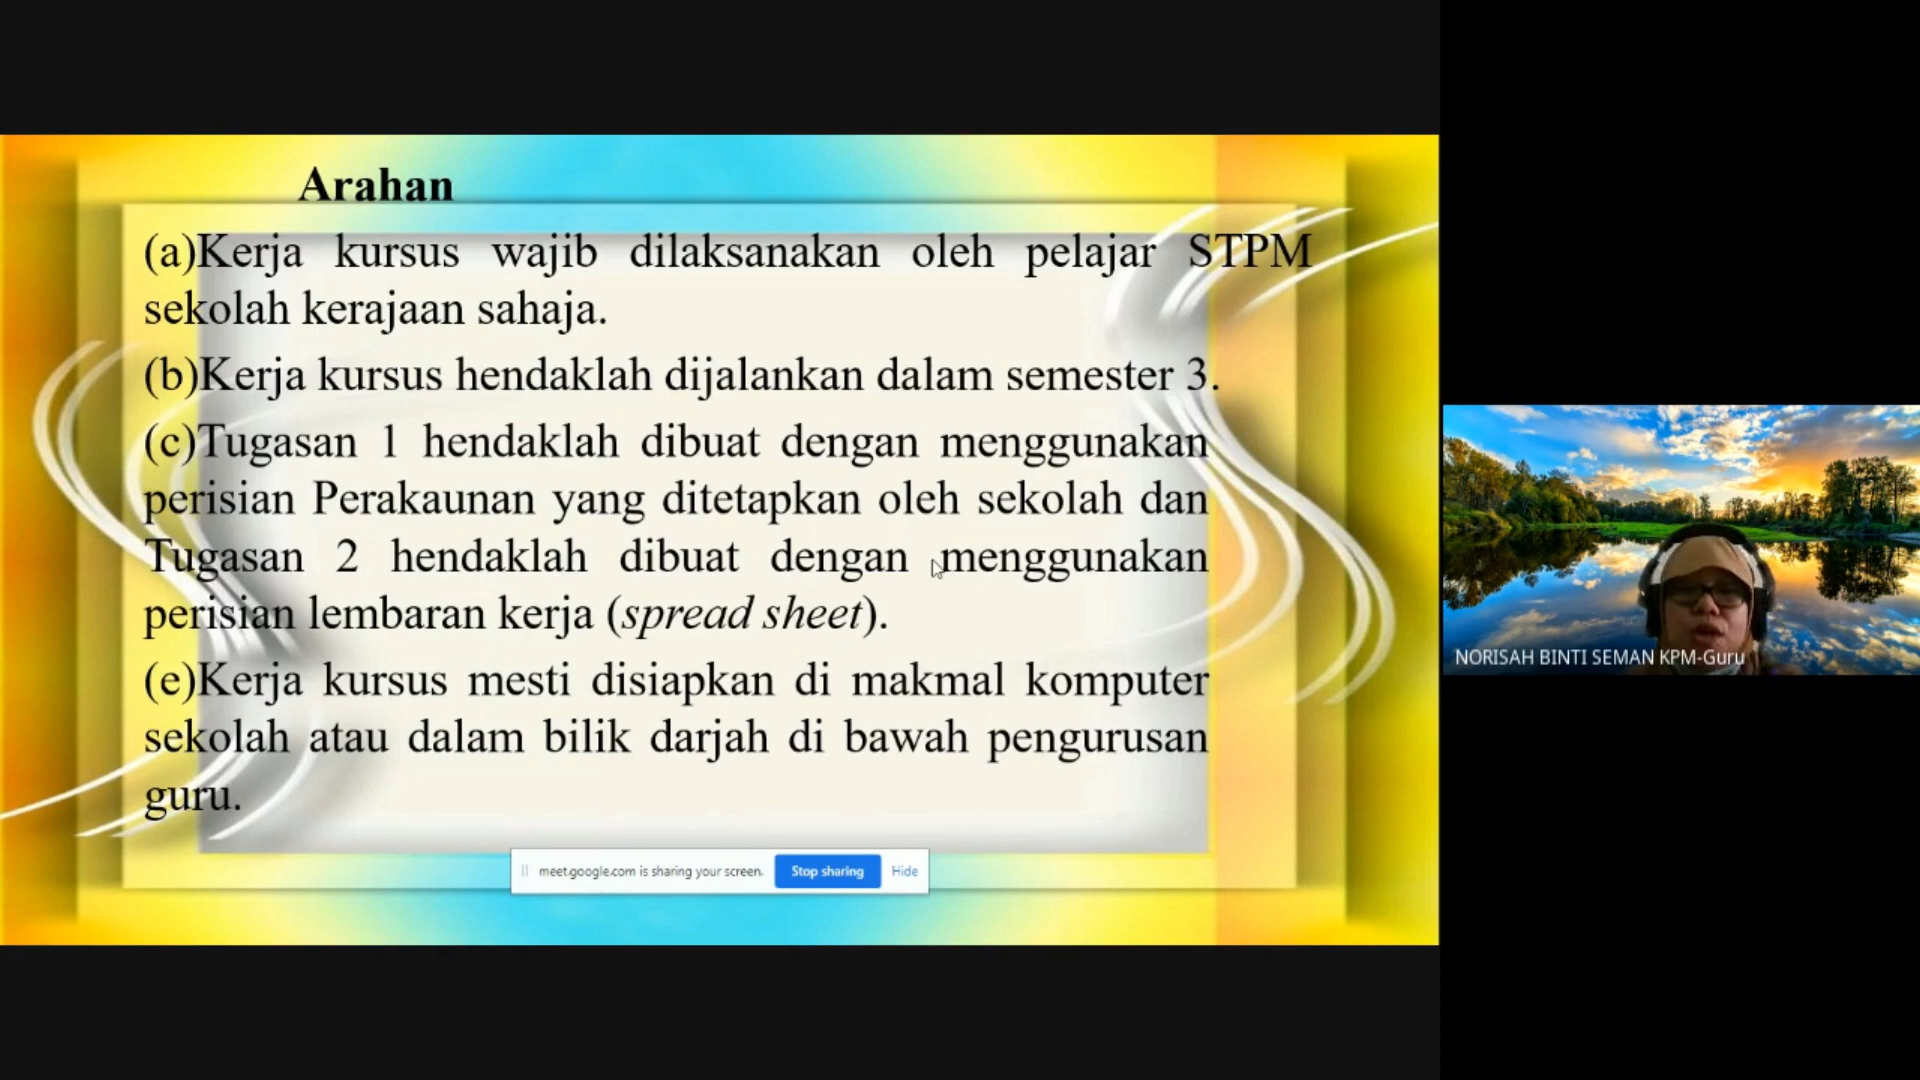 Arahan
(a)Kerja kursus wajib dilaksanakan oleh pelajar STPM
sekolah kerajaan sahaja.
(b)Kerja kursus hendaklah dijalankan dalam semester 3.
(c)Tugasan 1 hendaklah dibuat dengan menggunakan
perisian Perakaunan yang ditetapkan oleh sekolah dan
Tugasan 2 hendaklah dibuat dengan menggunakan
perisian lembaran kerja (spread sheet).
(e)Kerja kursus mesti disiapkan di makmal komputer
sekolah atau dalam bilik darjah di bawah pengurusan
guru.
meet.google.com is sharing your screen. Stop sharing Hide
NORISAH BINTI SEMAN KPM-Guru